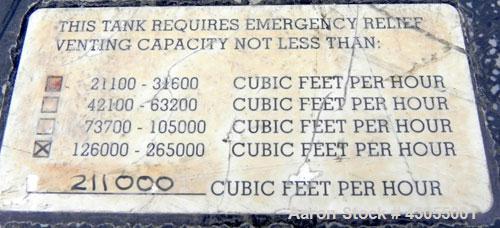 THIS TANK REQUIRES EMERGENCY RELIEF
VENTING CAPACITY NOT LESS THAN:
21100 - 31600 CUBIC FEET PER HOUR
42100 - 63200 CUBIC FEET PER HOUR
73700 - 105000 CUBIC FEET PER HOUR
126000 - 265000 CUBIC FEET PER HOUR
211000 CUBIC FEET PER HOUR
Aaron Stock # 45055001